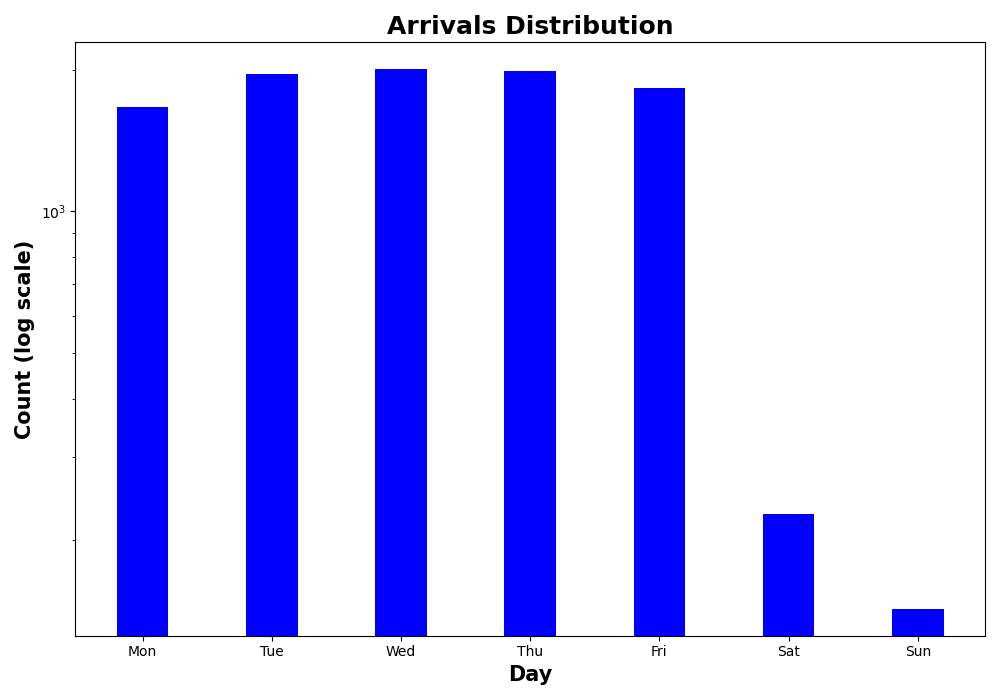 Arrivals Distribution
Count (log scale)
10³
Mon Tue Wed Thu Fri Sat Sun
Day